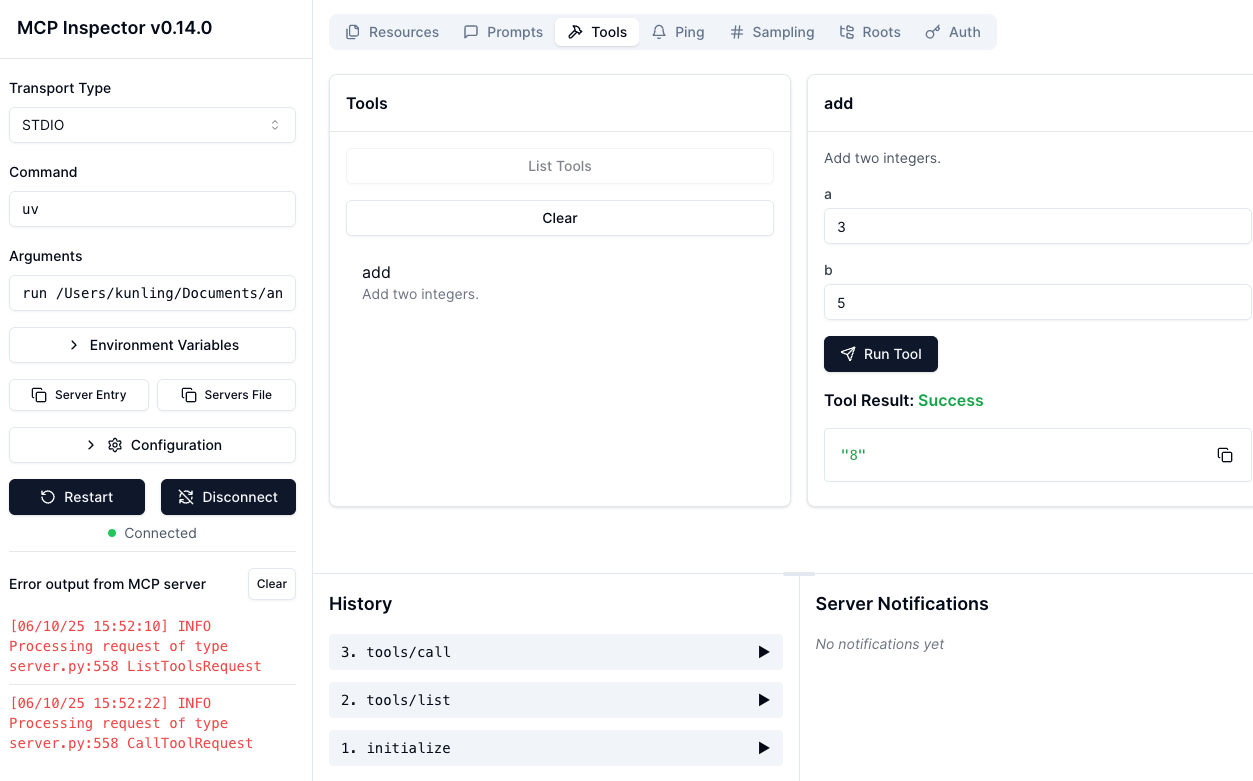 MCP Inspector v0.14.0
Transport Type
STDIO
Command
uv
Arguments
run /Users/kunling/Documents/an
Environment Variables
Server Entry
Servers File
Configuration
Restart
Disconnect
Connected
Error output from MCP server
Clear
[06/10/25 15:52:10] INFO
Processing request of type
server.py:558 ListToolsRequest
[06/10/25 15:52:22] INFO
Processing request of type
server.py:558 CallToolRequest
Resources
Prompts
Tools
Ping
Sampling
Roots
Auth
Tools
List Tools
Clear
add
Add two integers.
add
Add two integers.
a
3
b
5
Run Tool
Tool Result: Success
"8"
History
3. tools/call
2. tools/list
1. initialize
Server Notifications
No notifications yet